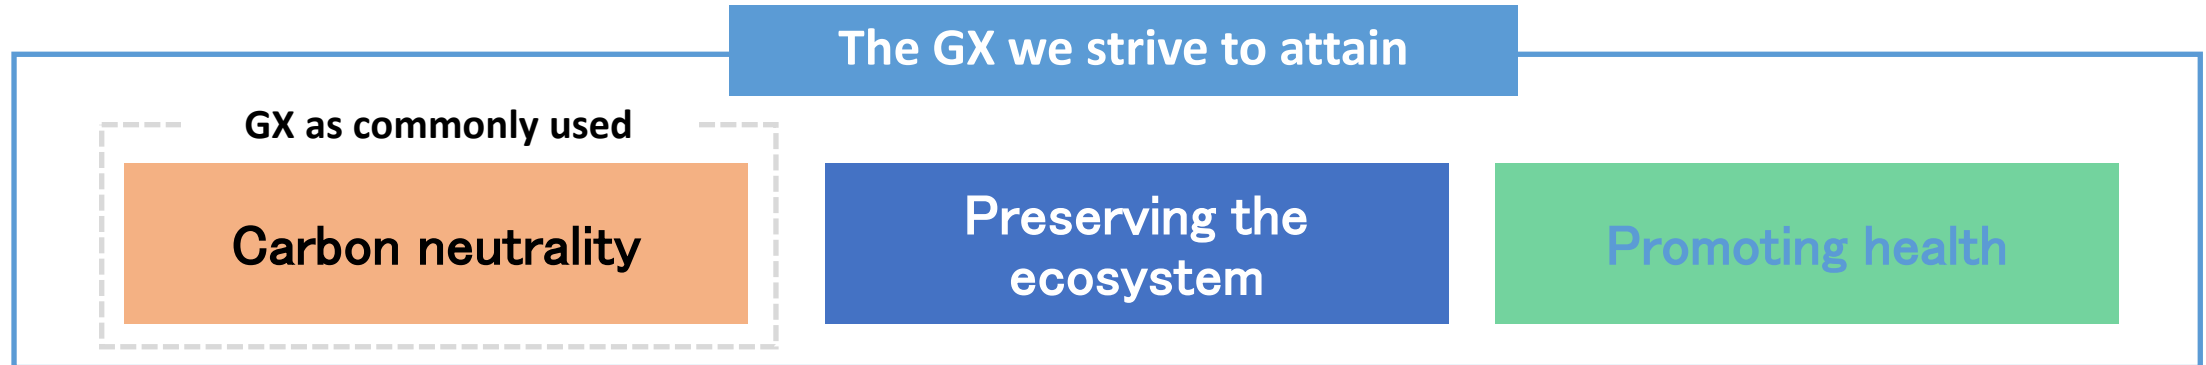 The GX we strive to attain
GX as commonly used
Carbon neutrality
Preserving the
ecosystem
Promoting health